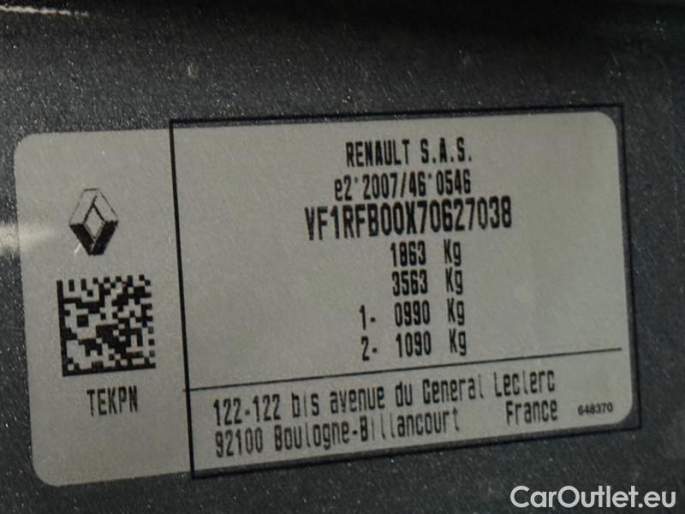 RENAULT S.A.S.
e2*2007/46*0546
VF1RFB00X70627038
1863 Kg
3563 Kg
1- 0990 Kg
2- 1090 Kg
TEKPN
122-122 bis avenue du General Leclerc
92100 Boulogne-Billancourt France 648370
CarOutlet.eu